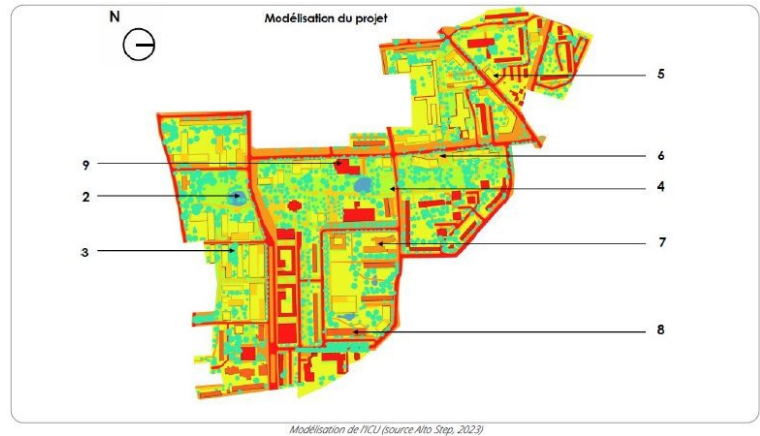 N
Modélisation du projet
5
9
6
2
4
3
7
8
Modélisation de l'ICU (source Alto Step, 2023)